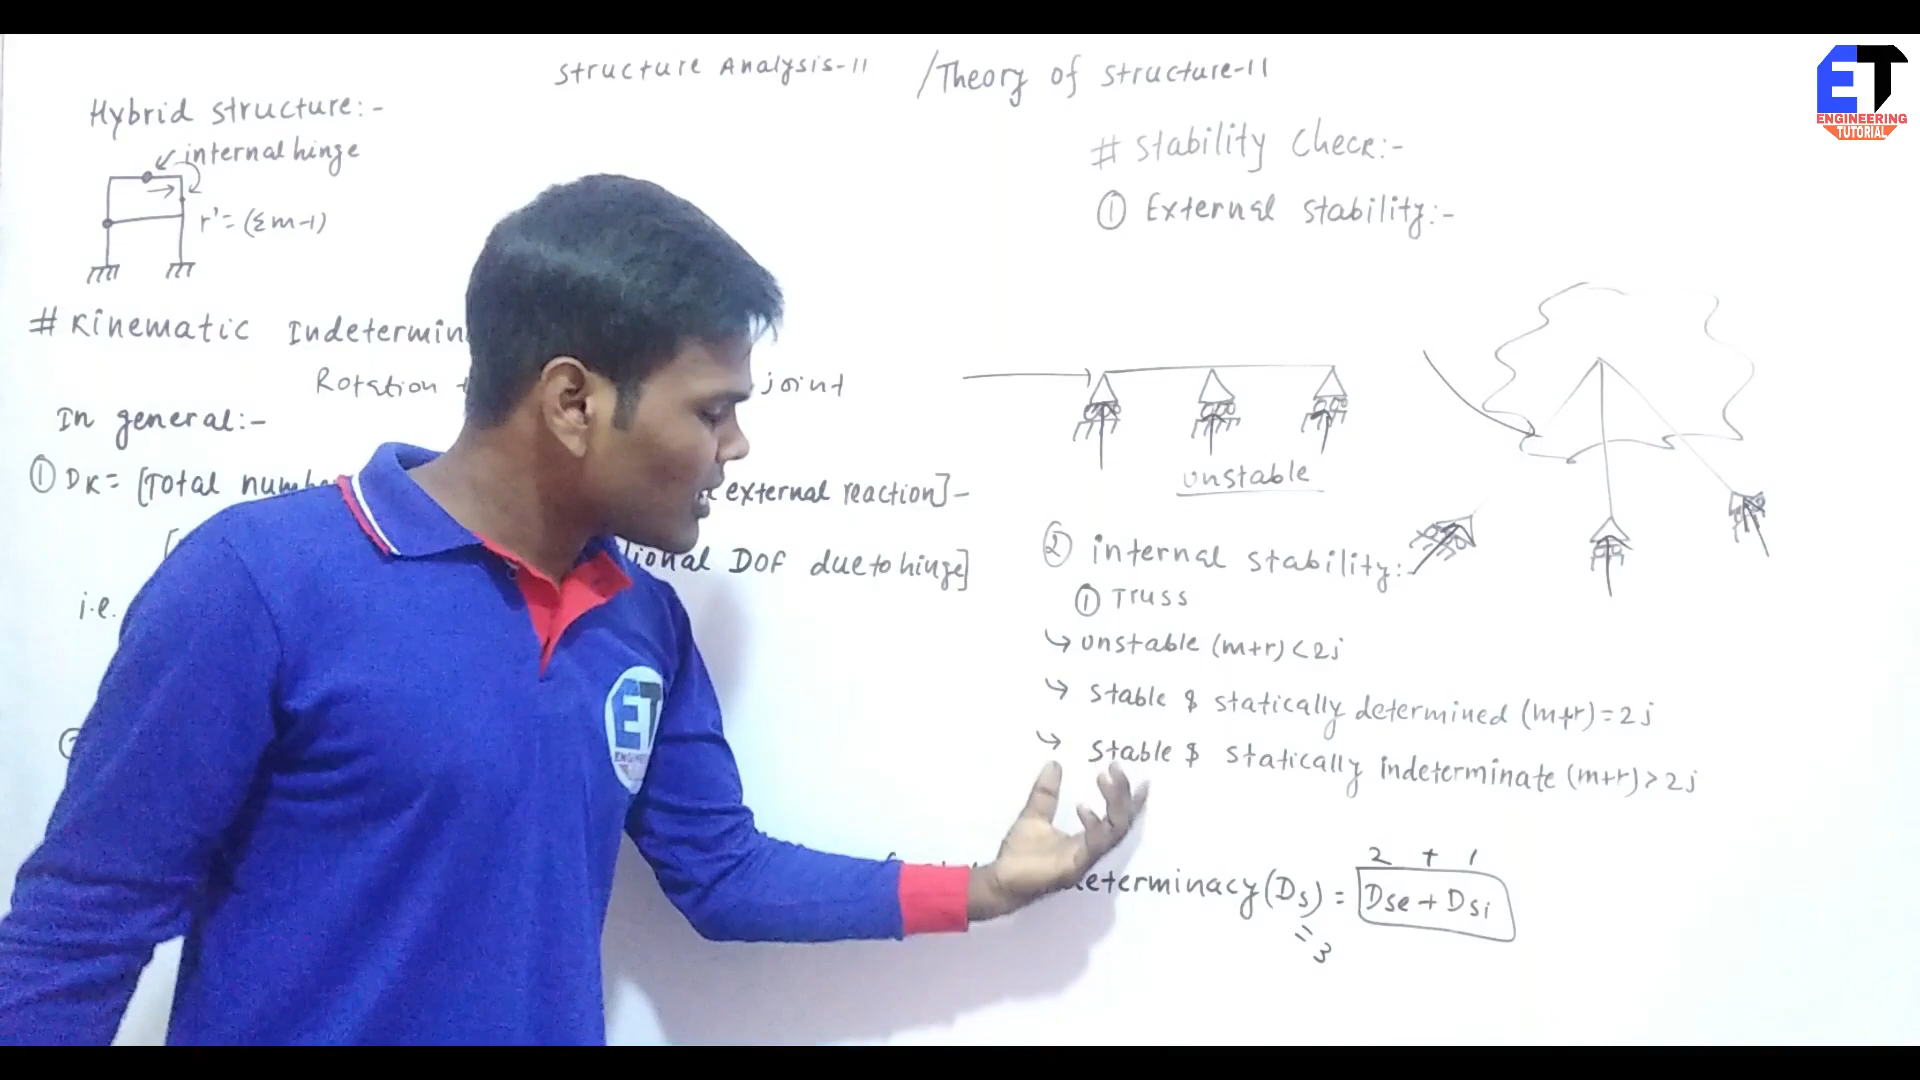 Structure Analysis-II /Theory of structure-II
ET
ENGINEERING
TUTORIAL
Hybrid structure:-
internal hinge
r'= (Σm-1)
# Kinematic Indetermin
Rotation joint
In general:-
① DK= [Total numbe external reaction]-
[ tional DOF due to hinge]
i.e.
# Stability Check:-
① External stability:-
unstable
② internal stability:-
① Truss
↳ unstable (m+r) < 2j
↳ stable & statically determined (m+r) = 2j
↳ stable & statically indeterminate (m+r) > 2j
2 + 1
eterminacy (Ds) = Dse + Dsi
= 3
ET